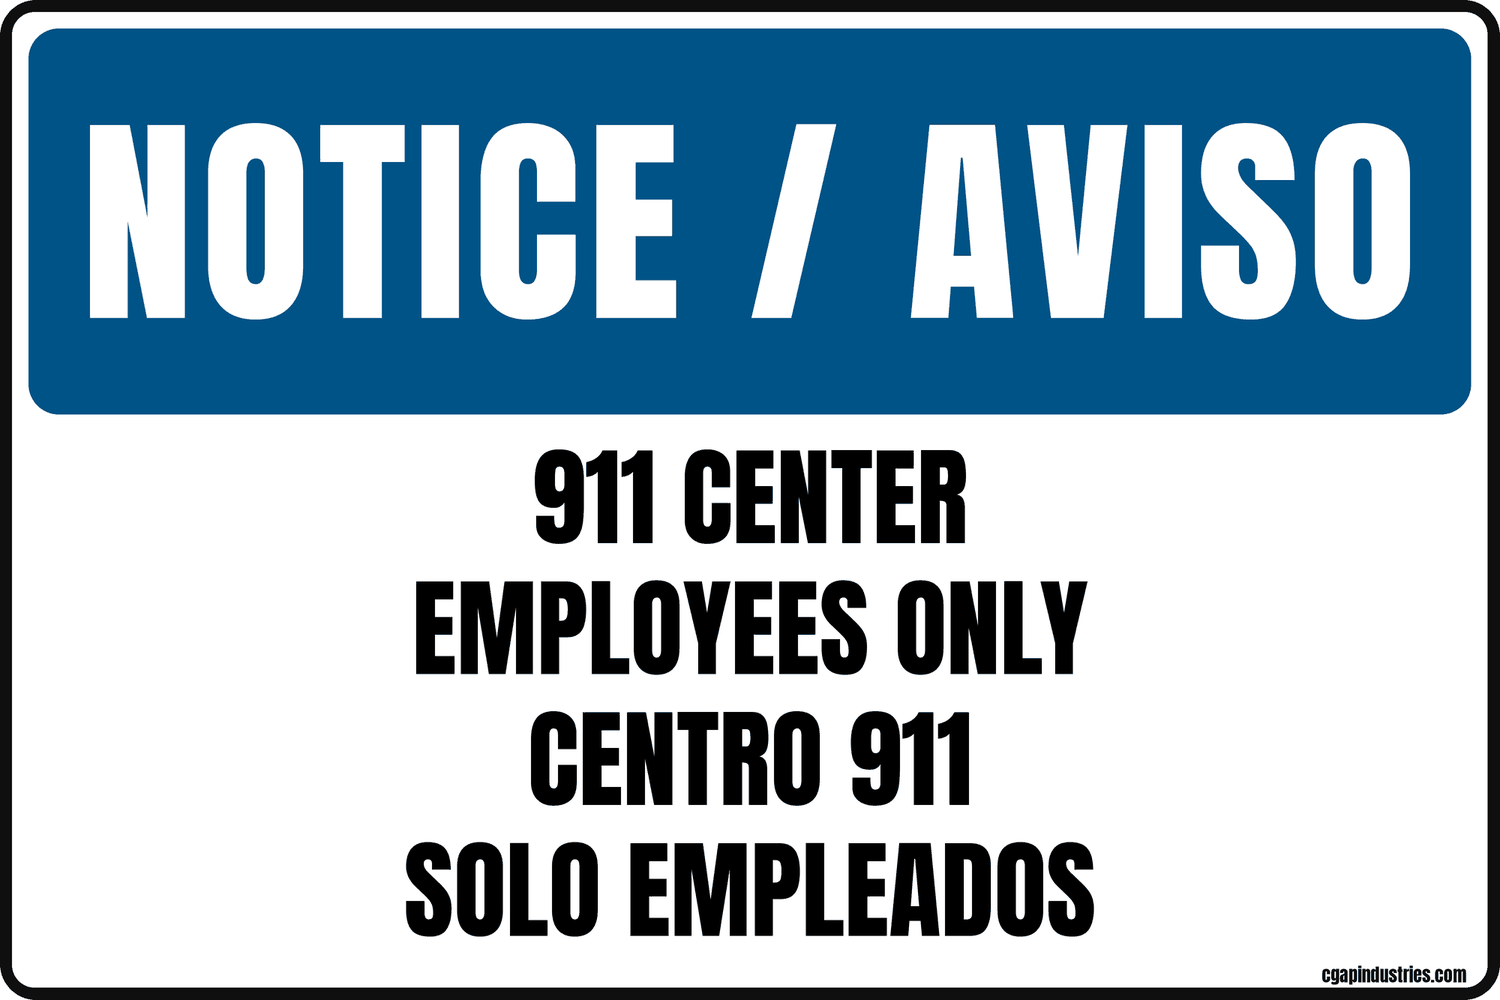 NOTICE / AVISO
911 CENTER
EMPLOYEES ONLY
CENTRO 911
SOLO EMPLEADOS
cgapindustries.com